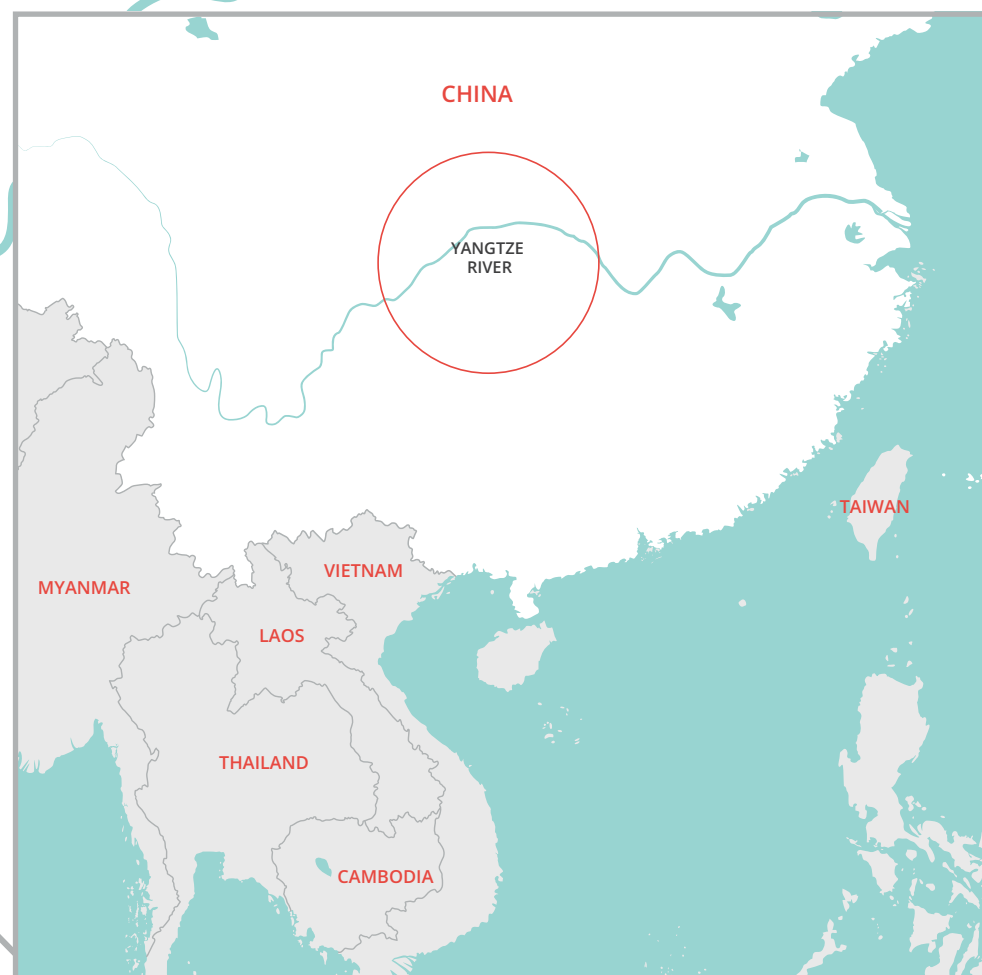 CHINA
YANGTZE
RIVER
TAIWAN
VIETNAM
MYANMAR
LAOS
THAILAND
CAMBODIA